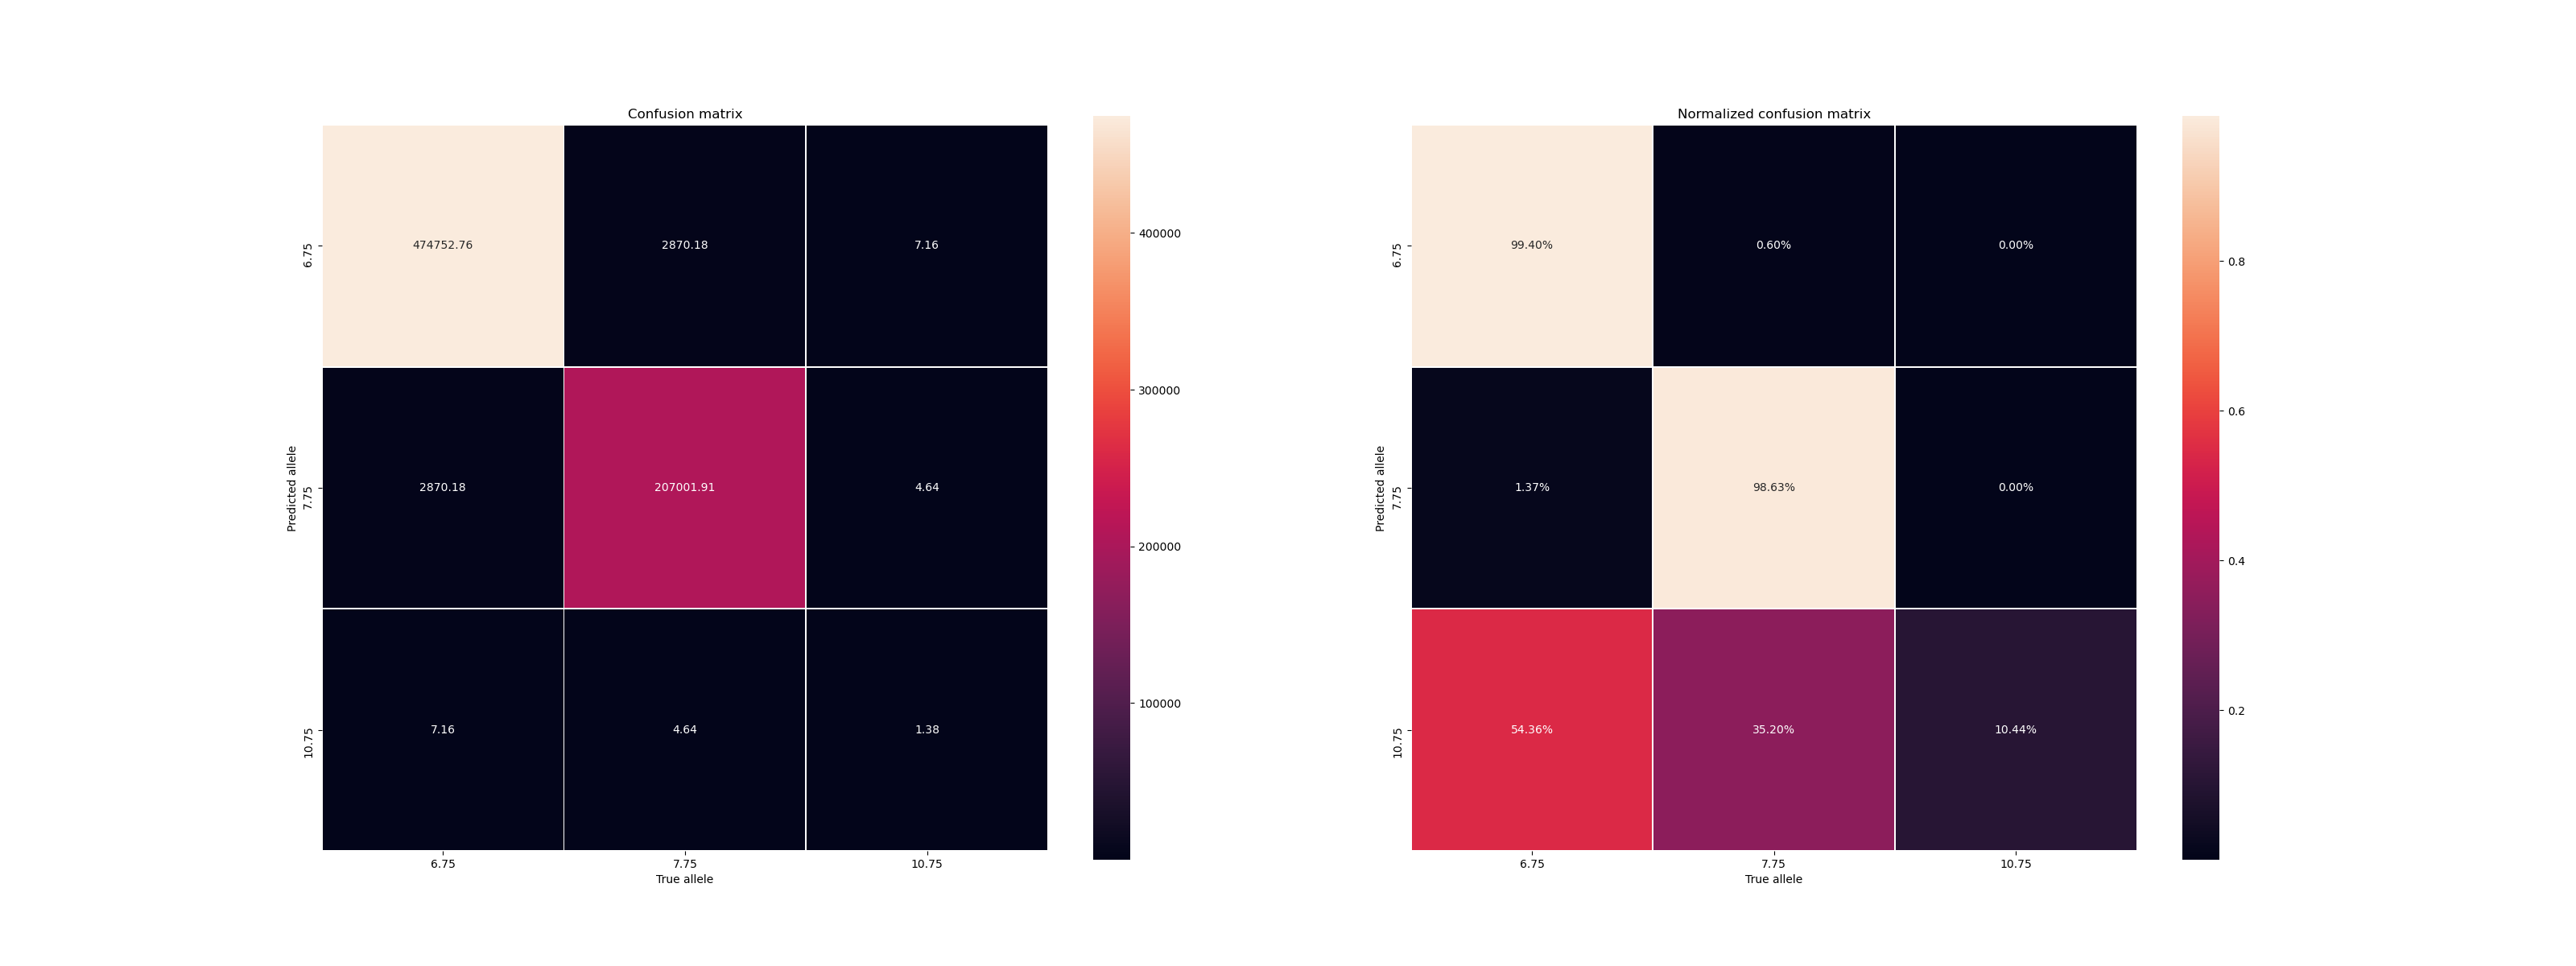 Confusion matrix
474752.76 2870.18 7.16
2870.18 207001.91 4.64
7.16 4.64 1.38
6.75
7.75
10.75
Predicted allele
6.75 7.75 10.75
True allele
400000
300000
200000
100000
Normalized confusion matrix
99.40% 0.60% 0.00%
1.37% 98.63% 0.00%
54.36% 35.20% 10.44%
6.75
7.75
10.75
Predicted allele
6.75 7.75 10.75
True allele
0.8
0.6
0.4
0.2